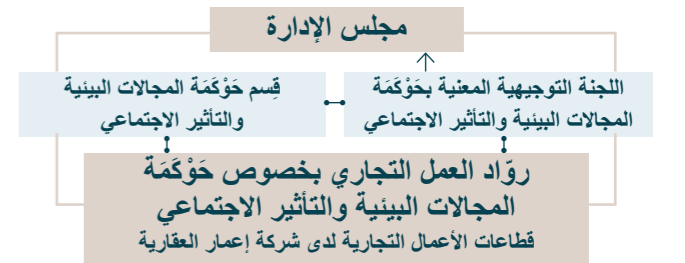 مجلس الإدارة
اللجنة التوجيهية المعنية بحَوْكَمَة
المجالات البيئية والتأثير الاجتماعي
قِسم حَوْكَمَة المجالات البيئية
والتأثير الاجتماعي
روّاد العمل التجاري بخصوص حَوْكَمَة
المجالات البيئية والتأثير الاجتماعي
قطاعات الأعمال التجارية لدى شركة إعمار العقارية